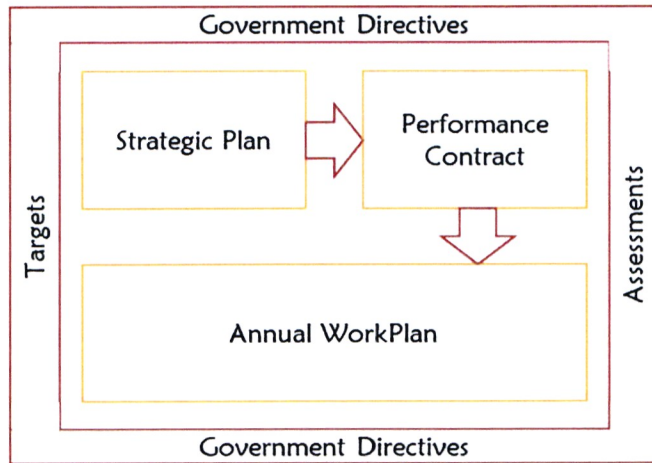 Government Directives
Strategic Plan
Performance
Contract
Targets
Assessments
Annual WorkPlan
Government Directives